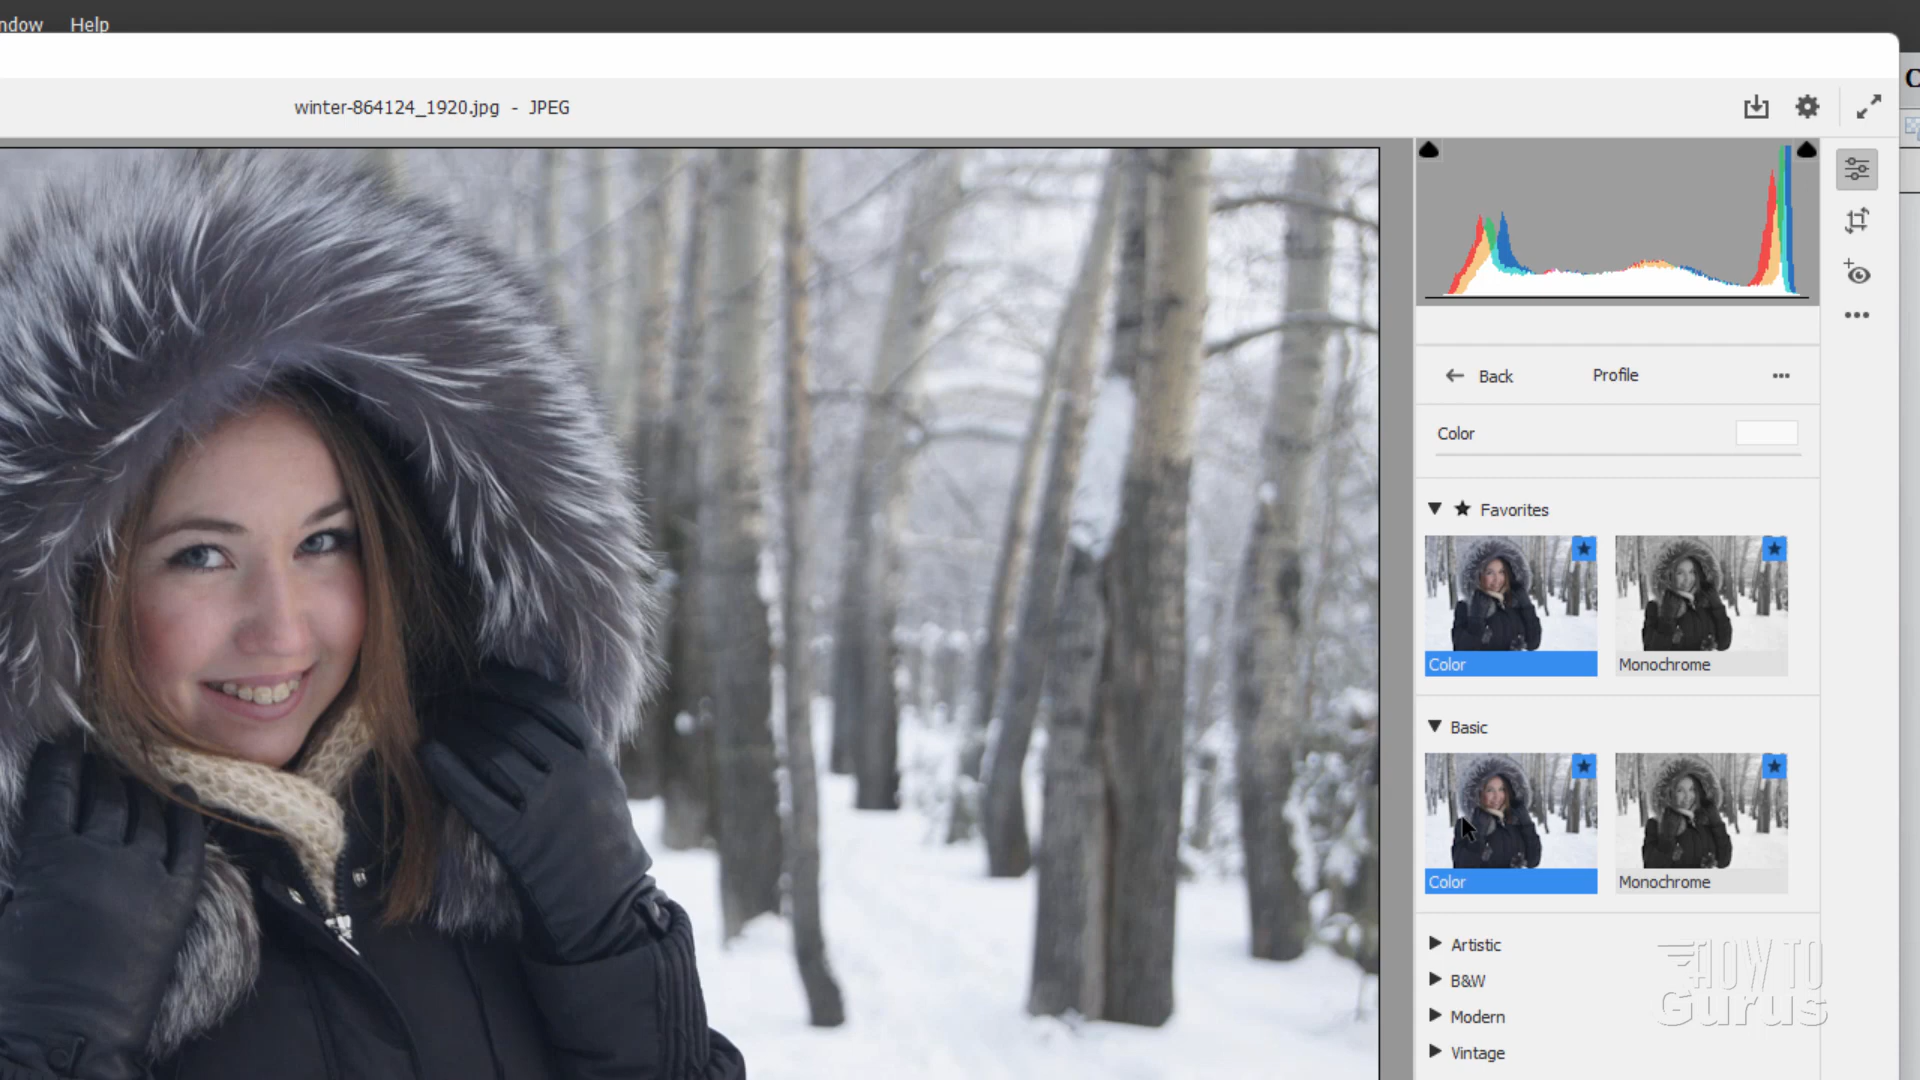 ndow Help
winter-864124_1920.jpg - JPEG
Back Profile
Color
Favorites
Color Monochrome
Basic
Color Monochrome
Artistic
B&W
Modern
Vintage
HOW TO
Gurus